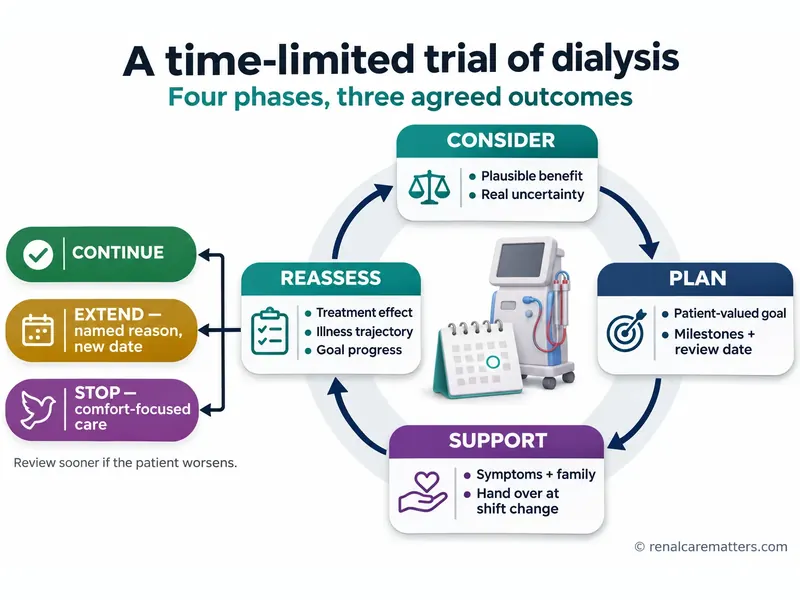 A time-limited trial of dialysis
Four phases, three agreed outcomes
CONSIDER
Plausible benefit
Real uncertainty
PLAN
Patient-valued goal
Milestones +
review date
SUPPORT
Symptoms + family
Hand over at
shift change
REASSESS
Treatment effect
Illness trajectory
Goal progress
CONTINUE
EXTEND —
named reason,
new date
STOP —
comfort-focused
care
Review sooner if the patient worsens.
© renalcarematters.com